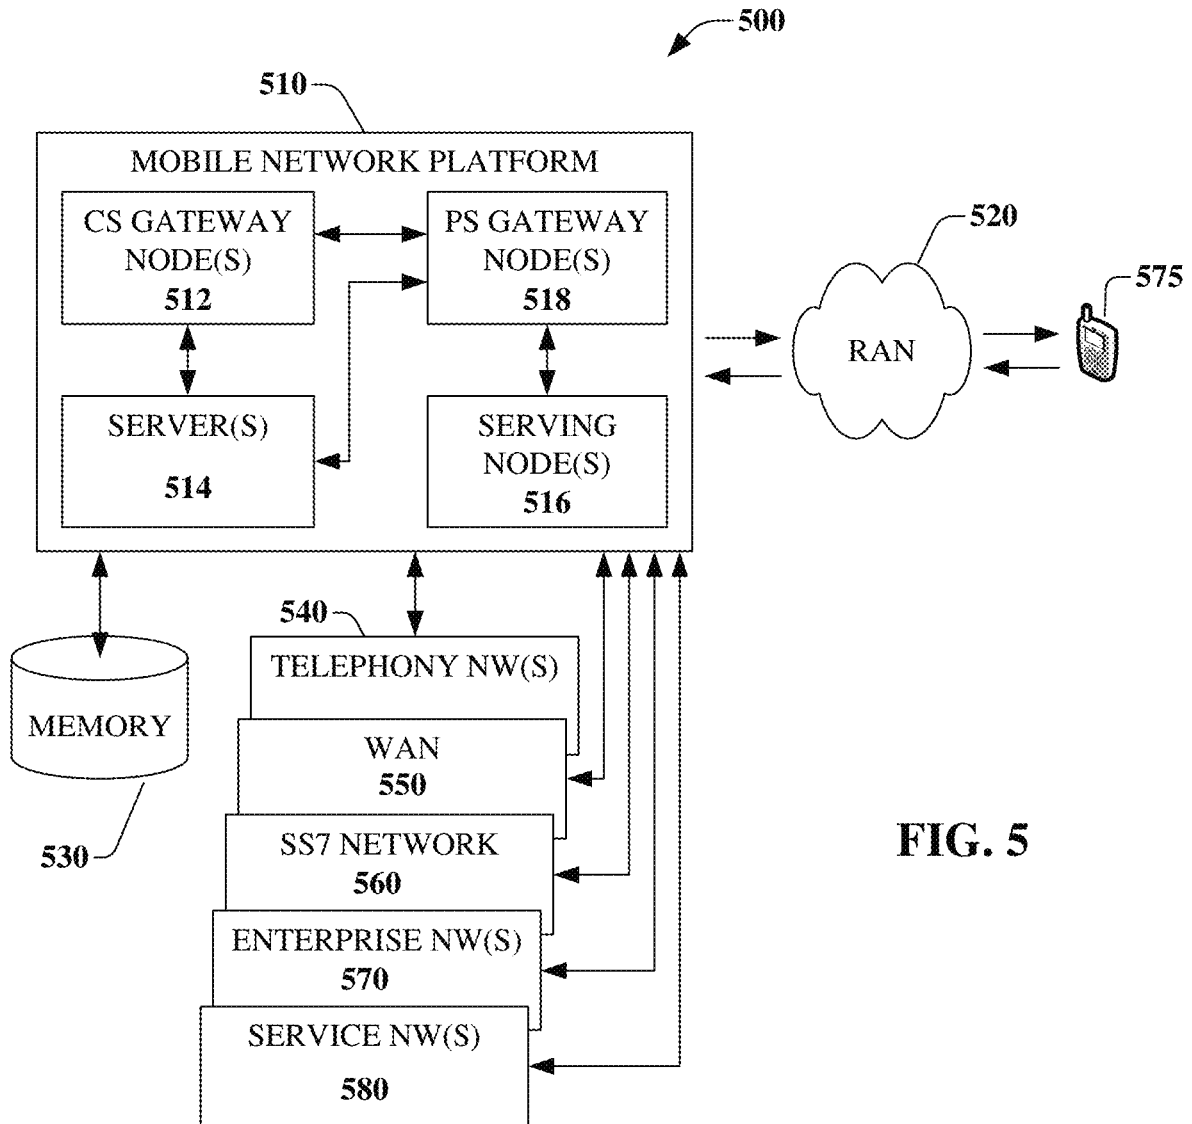 500
510
MOBILE NETWORK PLATFORM
CS GATEWAY
NODE(S)
512
PS GATEWAY
NODE(S)
518
520
575
RAN
SERVER(S)
514
SERVING
NODE(S)
516
540
TELEPHONY NW(S)
MEMORY
530
WAN
550
SS7 NETWORK
560
FIG. 5
ENTERPRISE NW(S)
570
SERVICE NW(S)
580